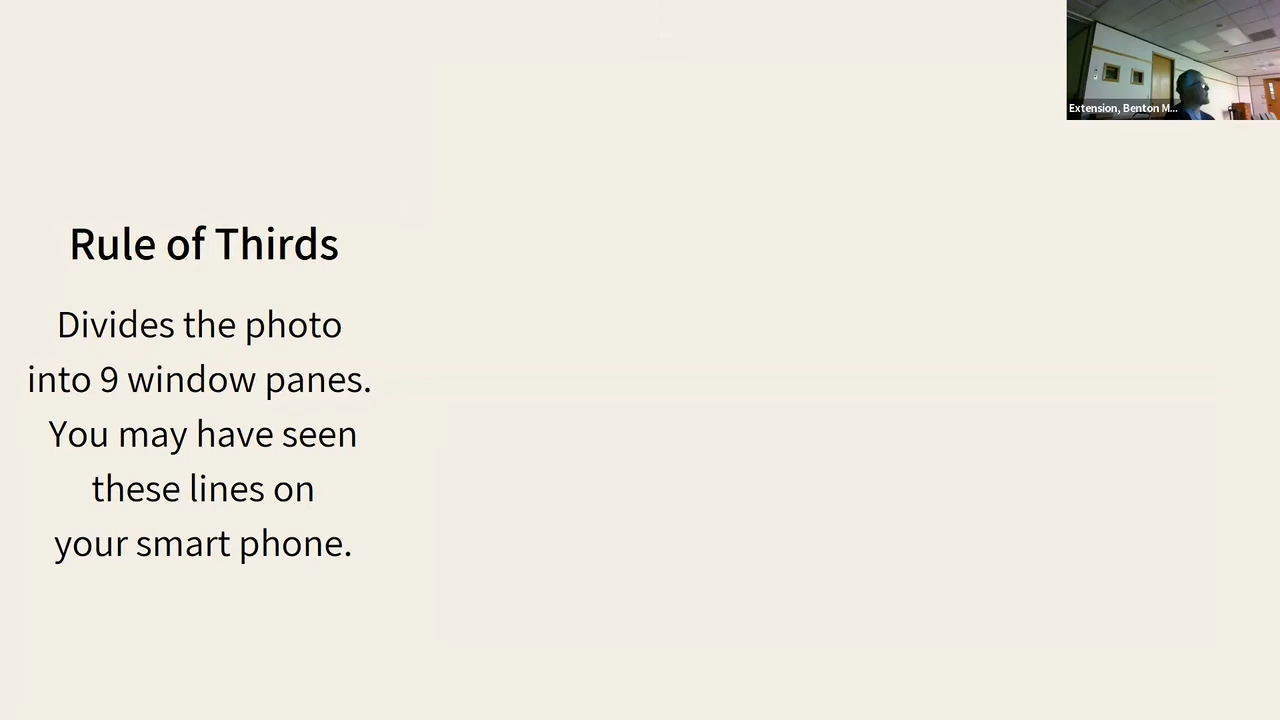 Extension, Benton M...
Rule of Thirds
Divides the photo
into 9 window panes.
You may have seen
these lines on
your smart phone.